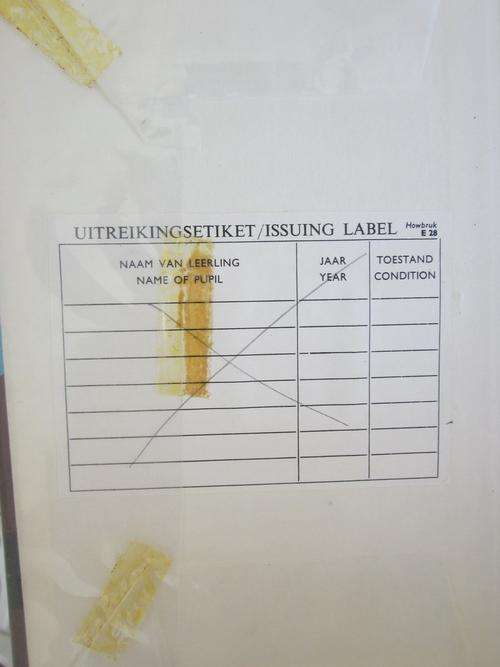 UITREIKINGSETIKET/ISSUING LABEL Howbruk E 28
NAAM VAN LEERLING JAAR TOESTAND
NAME OF PUPIL YEAR CONDITION